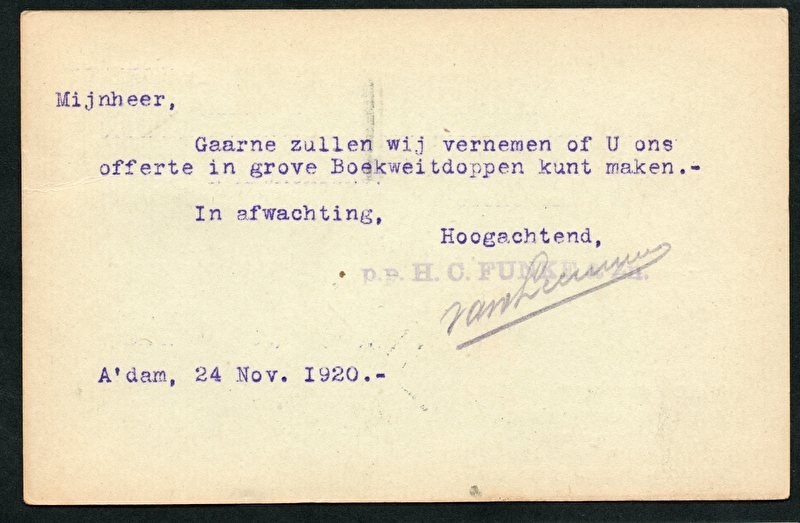 Mijnheer,
Gaarne zullen wij vernemen of U ons
offerte in grove Boekweitdoppen kunt maken.-
In afwachting,
Hoogachtend,
p.p. H. C. FUNKE
A'dam, 24 Nov. 1920.-